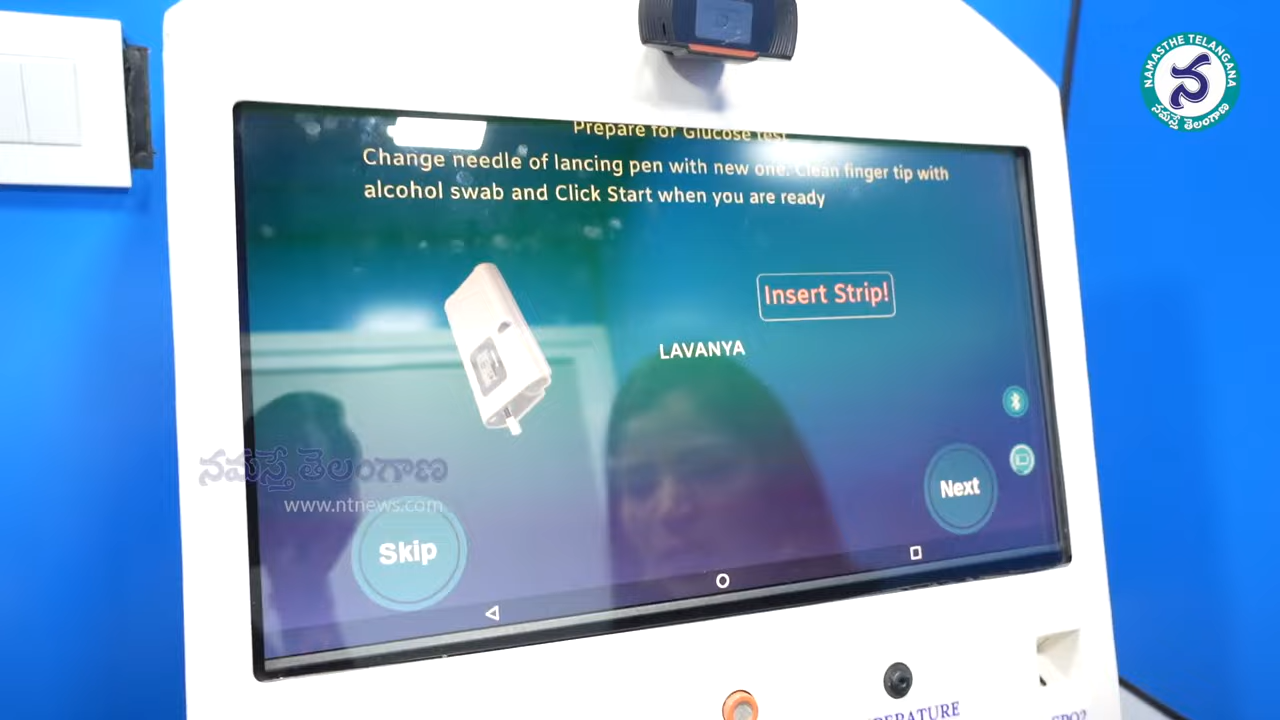 NAMASTHE TELANGANA
న
నమస్తే తెలంగాణ
Prepare for Glucose test
Change needle of lancing pen with new one. Clean finger tip with
alcohol swab and Click Start when you are ready
Insert Strip!
LAVANYA
నమస్తే తెలంగాణ
www.ntnews.com
Next
Skip
SPO2